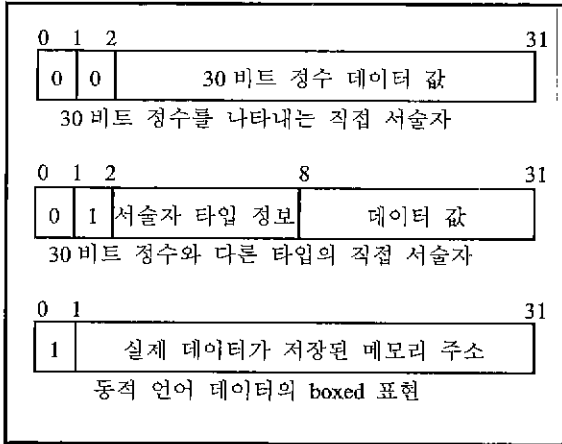 0 1 2 31
0 0 30 비트 정수 데이터 값
30 비트 정수를 나타내는 직접 서술자
0 1 2 8 31
0 1 서술자 타입 정보 데이터 값
30 비트 정수와 다른 타입의 직접 서술자
0 1 31
1 실제 데이터가 저장된 메모리 주소
동적 언어 데이터의 boxed 표현